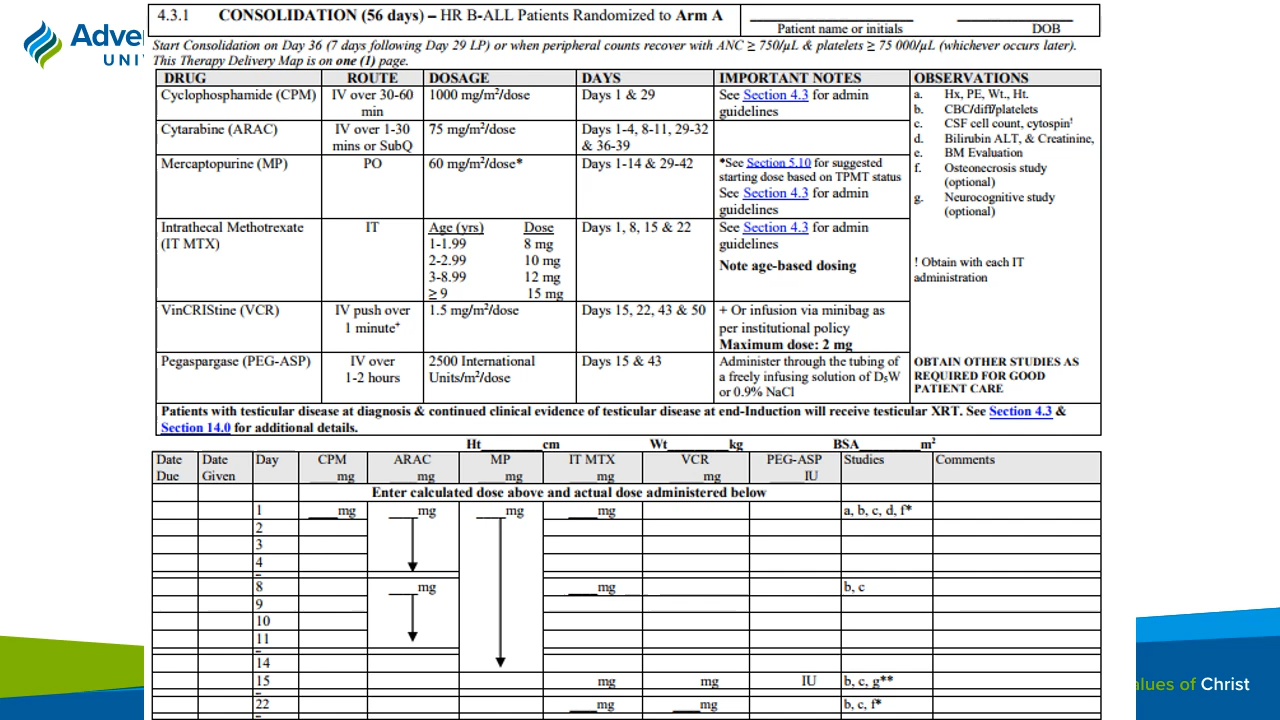 4.3.1 CONSOLIDATION (56 days) – HR B-ALL Patients Randomized to Arm A
Patient name or initials DOB
Adve
UNI
Start Consolidation on Day 36 (7 days following Day 29 LP) or when peripheral counts recover with ANC ≥ 750/µL & platelets ≥ 75 000/µL (whichever occurs later).
This Therapy Delivery Map is on one (1) page.
DRUG ROUTE DOSAGE DAYS IMPORTANT NOTES OBSERVATIONS
Cyclophosphamide (CPM) IV over 30-60 min 1000 mg/m²/dose Days 1 & 29 See Section 4.3 for admin guidelines
Cytarabine (ARAC) IV over 1-30 mins or SubQ 75 mg/m²/dose Days 1-4, 8-11, 29-32 & 36-39
Mercaptopurine (MP) PO 60 mg/m²/dose* Days 1-14 & 29-42 *See Section 5.10 for suggested starting dose based on TPMT status
See Section 4.3 for admin guidelines
Intrathecal Methotrexate (IT MTX) IT Age (yrs) Dose Days 1, 8, 15 & 22 See Section 4.3 for admin guidelines
1-1.99 8 mg
2-2.99 10 mg
3-8.99 12 mg
≥ 9 15 mg
Note age-based dosing
VinCRIStine (VCR) IV push over 1 minute⁺ 1.5 mg/m²/dose Days 15, 22, 43 & 50 + Or infusion via minibag as per institutional policy
Maximum dose: 2 mg
Pegaspargase (PEG-ASP) IV over 1-2 hours 2500 International Units/m²/dose Days 15 & 43 Administer through the tubing of a freely infusing solution of D₅W or 0.9% NaCl
a. Hx, PE, Wt., Ht.
b. CBC/diff/platelets
c. CSF cell count, cytospin!
d. Bilirubin ALT, & Creatinine,
e. BM Evaluation
f. Osteonecrosis study
(optional)
g. Neurocognitive study
(optional)
! Obtain with each IT
administration
OBTAIN OTHER STUDIES AS
REQUIRED FOR GOOD
PATIENT CARE
Patients with testicular disease at diagnosis & continued clinical evidence of testicular disease at end-Induction will receive testicular XRT. See Section 4.3 &
Section 14.0 for additional details.
Ht cm Wt kg BSA m²
Date Due Date Given Day CPM mg ARAC mg MP mg IT MTX mg VCR mg PEG-ASP IU Studies Comments
Enter calculated dose above and actual dose administered below
1 mg mg mg mg a, b, c, d, f*
2
3
4
8 mg mg b, c
9
10
11
14
15 mg mg IU b, c, g**
22 mg mg b, c, f*
alues of Christ